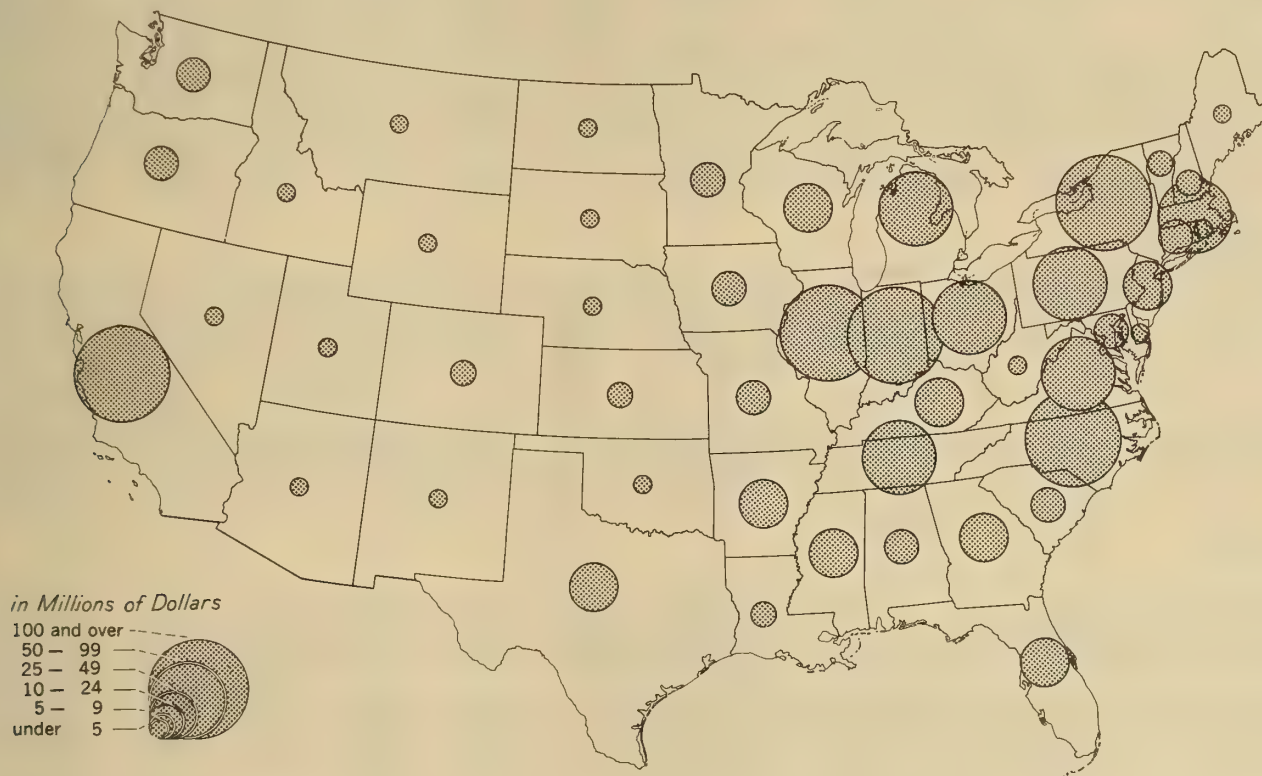 in Millions of Dollars
100 and over
50 – 99
25 – 49
10 – 24
5 – 9
under 5